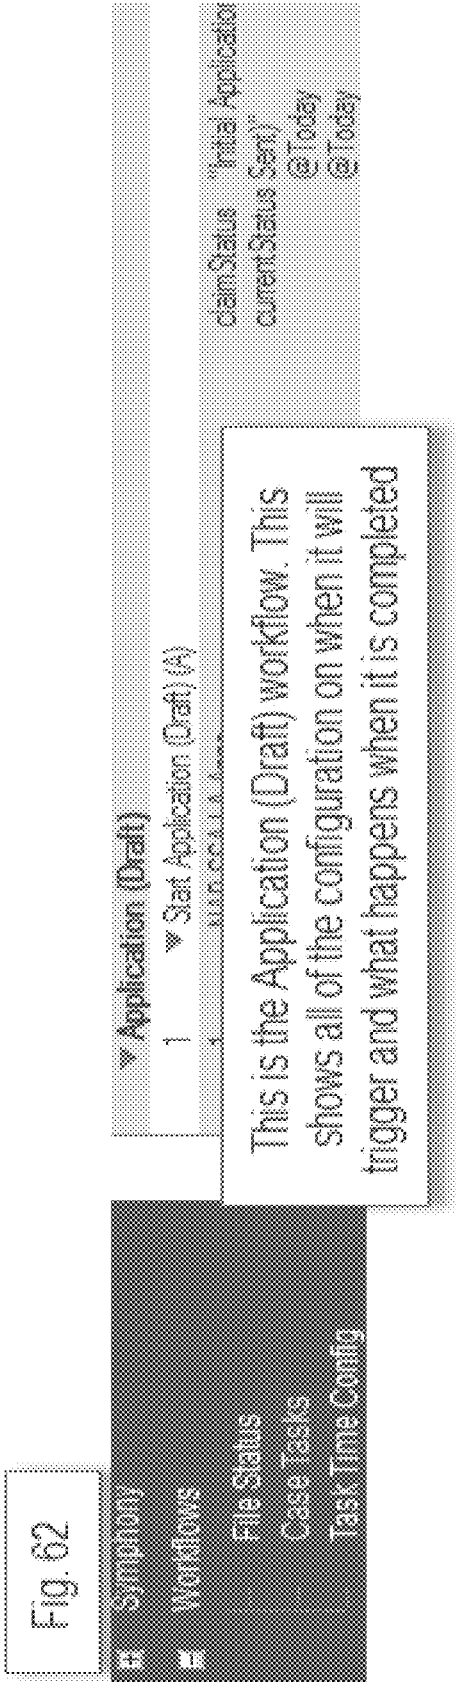 Fig. 62
Symphony
Workflows
File Status
Case Tasks
Task Time Config
Application (Draft)
1 Start Application (Draft) (A)
1
claimStatus "Initial Application
currentStatus Sent)"
@Today
@Today
This is the Application (Draft) workflow. This
shows all of the configuration on when it will
trigger and what happens when it is completed